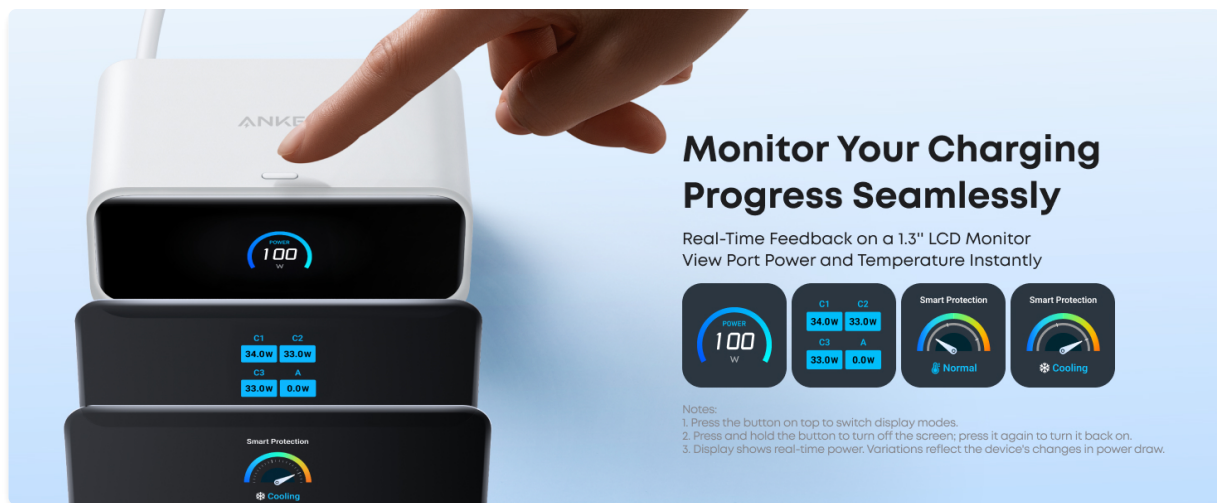 POWER
100
W
C1 C2
34.0w 33.0w
C3 A
33.0w 0.0w
Smart Protection
Cooling
Monitor Your Charging
Progress Seamlessly
Real-Time Feedback on a 1.3" LCD Monitor
View Port Power and Temperature Instantly
POWER
100
W
C1 C2
34.0w 33.0w
C3 A
33.0w 0.0w
Smart Protection
Normal
Smart Protection
Cooling
Notes:
1. Press the button on top to switch display modes.
2. Press and hold the button to turn off the screen; press it again to turn it back on.
3. Display shows real-time power. Variations reflect the device's changes in power draw.